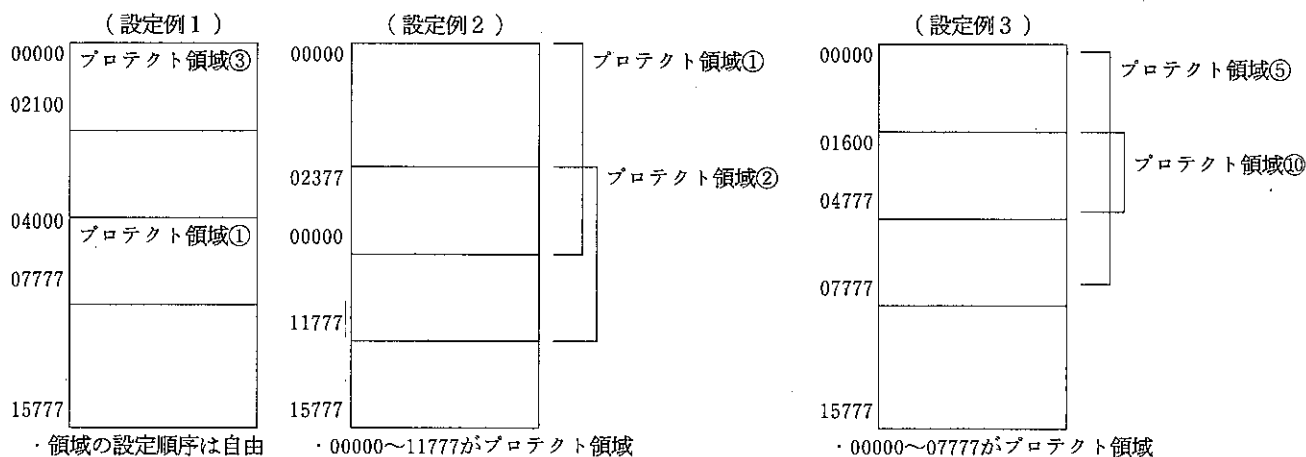 （設定例１）
00000
プロテクト領域③
02100
04000
プロテクト領域①
07777
15777
・領域の設定順序は自由
（設定例２）
00000
プロテクト領域①
02377
プロテクト領域②
00000
11777
15777
・00000～11777がプロテクト領域
（設定例３）
00000
プロテクト領域⑤
01600
プロテクト領域⑩
04777
07777
15777
・00000～07777がプロテクト領域